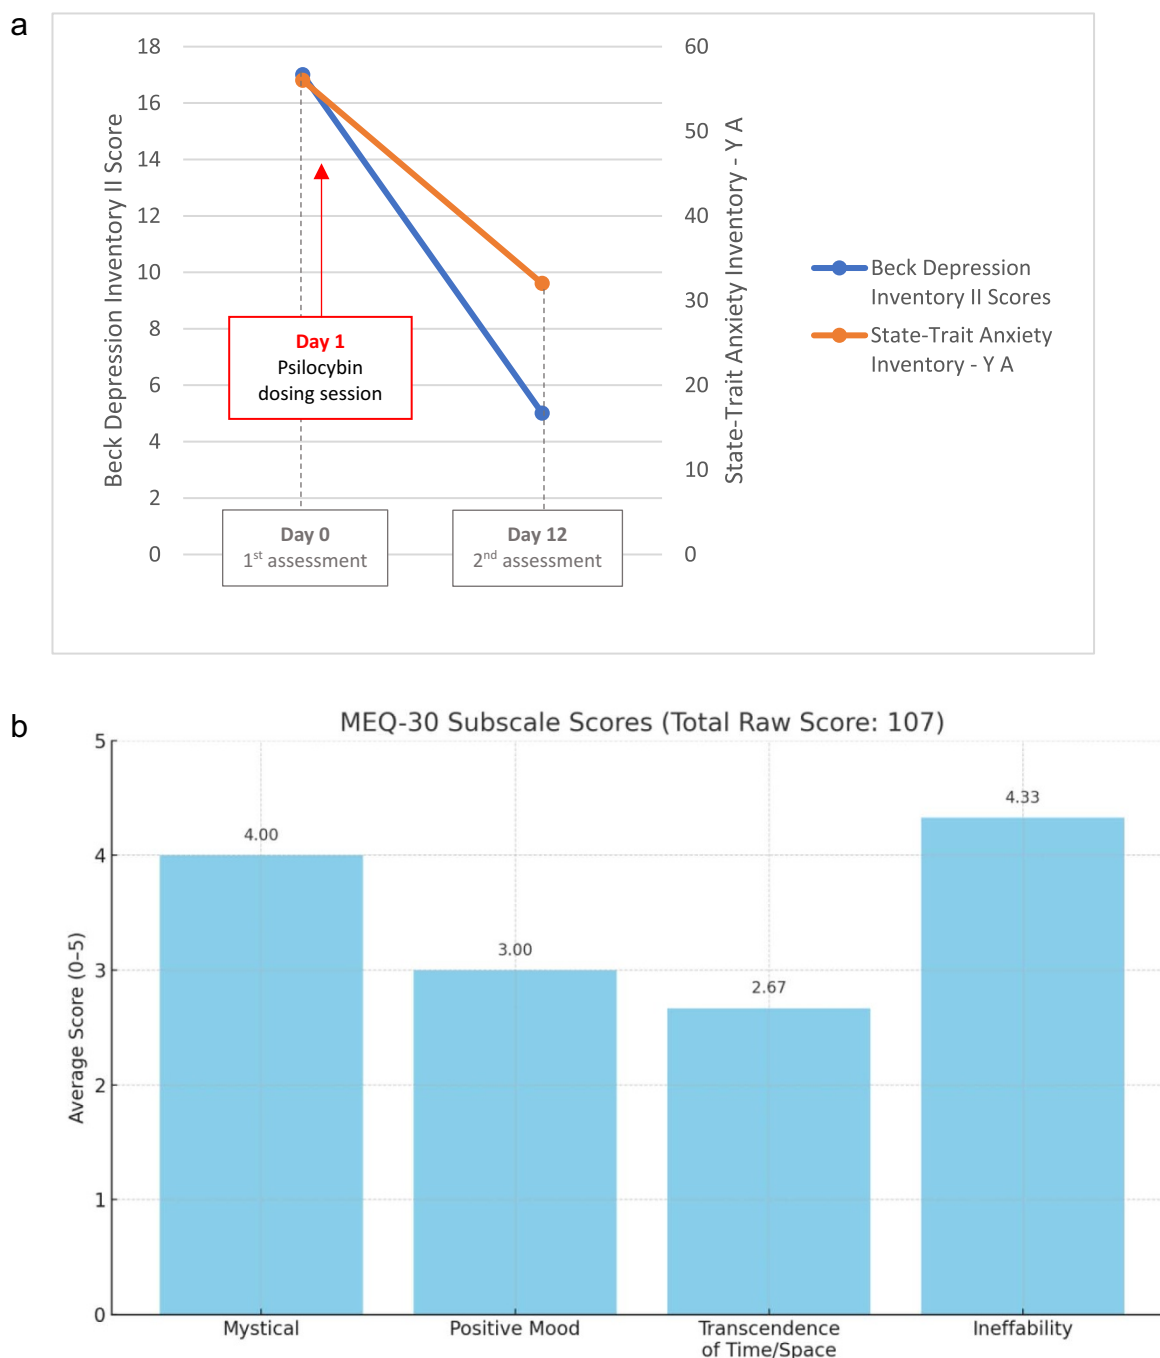 a
Beck Depression Inventory II Score
18
16
14
12
10
8
6
4
2
0
60
50
40
30
20
10
0
State-Trait Anxiety Inventory - Y A
Day 1
Psilocybin
dosing session
Day 0
1st assessment
Day 12
2nd assessment
Beck Depression
Inventory II Scores
State-Trait Anxiety
Inventory - Y A
b
MEQ-30 Subscale Scores (Total Raw Score: 107)
Average Score (0–5)
5
4
3
2
1
0
4.00
3.00
2.67
4.33
Mystical
Positive Mood
Transcendence
of Time/Space
Ineffability